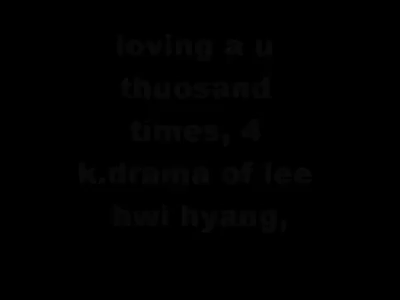 loving a u
thuosand
times, 4
k.drama of lee
hwi hyang,